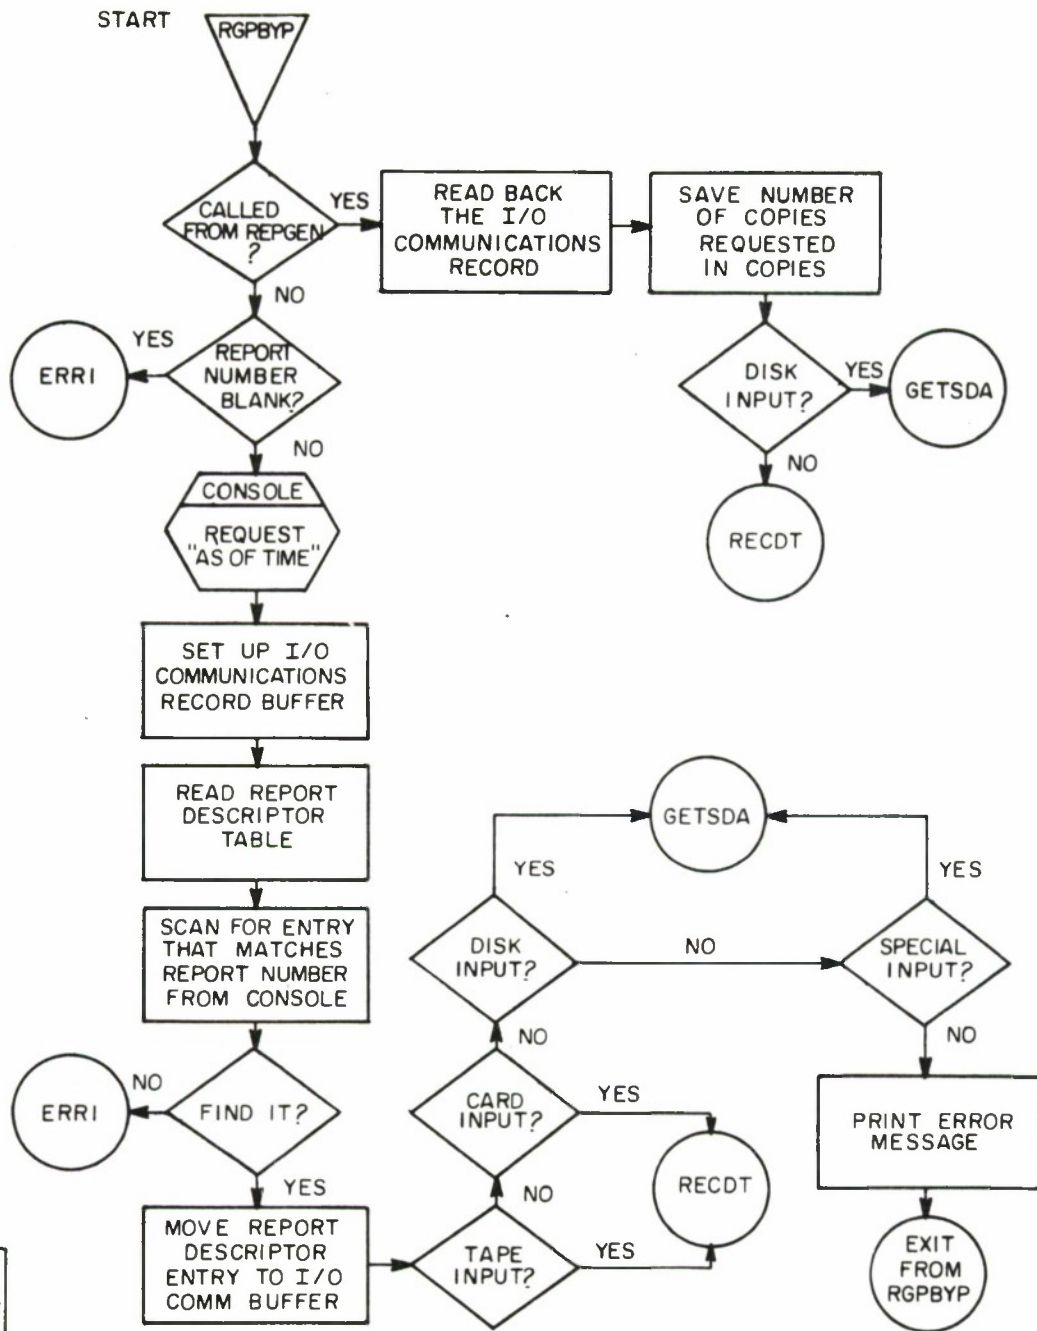 START
RGPBYP
CALLED
FROM REPGEN
?
YES
READ BACK
THE I/O
COMMUNICATIONS
RECORD
SAVE NUMBER
OF COPIES
REQUESTED
IN COPIES
NO
REPORT
NUMBER
BLANK?
YES
ERR1
DISK
INPUT?
YES
GETSDA
NO
RECDT
NO
CONSOLE
REQUEST
"AS OF TIME"
SET UP I/O
COMMUNICATIONS
RECORD BUFFER
READ REPORT
DESCRIPTOR
TABLE
SCAN FOR ENTRY
THAT MATCHES
REPORT NUMBER
FROM CONSOLE
FIND IT?
NO
ERR1
YES
MOVE REPORT
DESCRIPTOR
ENTRY TO I/O
COMM BUFFER
TAPE
INPUT?
YES
NO
CARD
INPUT?
YES
RECDT
NO
DISK
INPUT?
YES
GETSDA
NO
SPECIAL
INPUT?
YES
NO
PRINT ERROR
MESSAGE
EXIT
FROM
RGPBYP